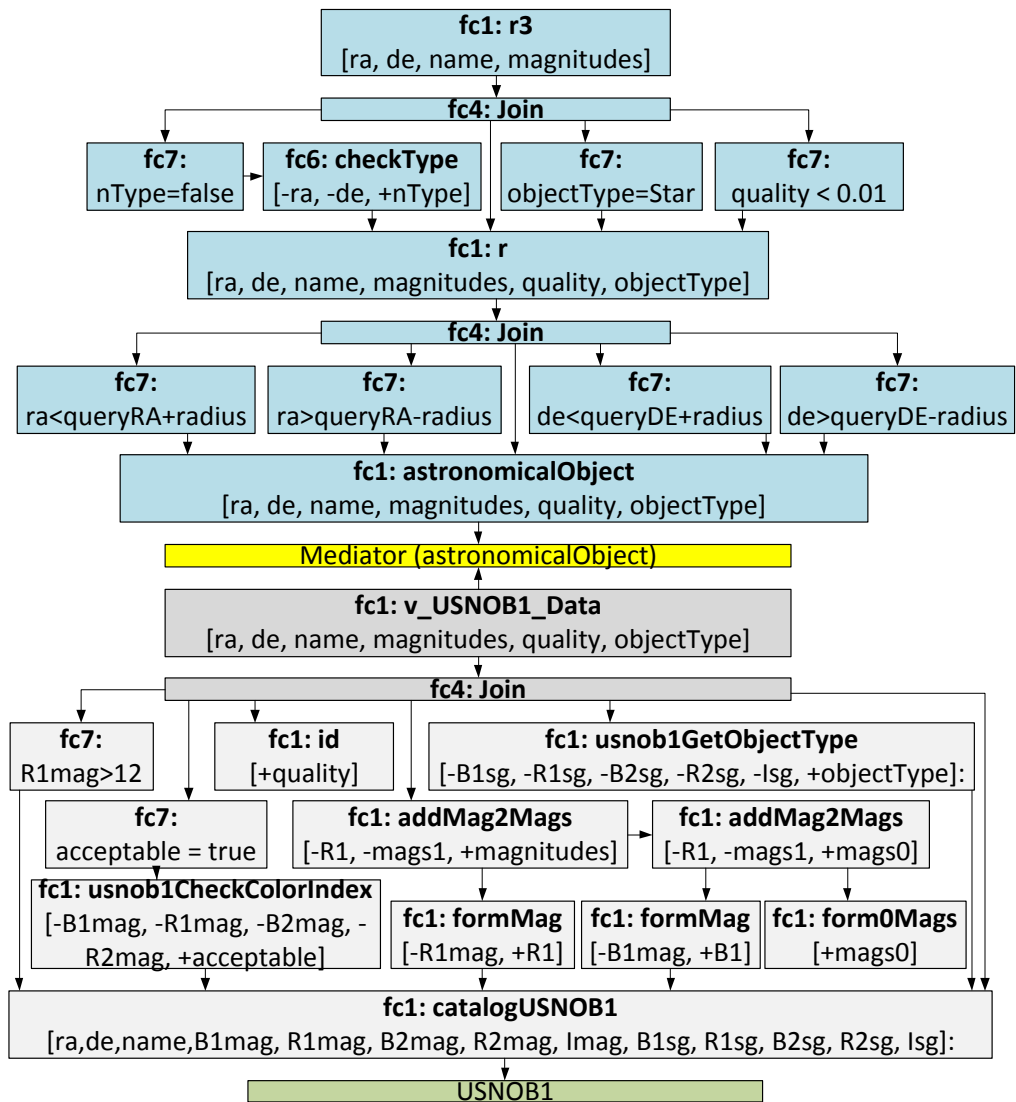 fc1: r3
[ra, de, name, magnitudes]
fc4: Join
fc7:
nType=false
fc6: checkType
[-ra, -de, +nType]
fc7:
objectType=Star
fc7:
quality < 0.01
fc1: r
[ra, de, name, magnitudes, quality, objectType]
fc4: Join
fc7:
ra<queryRA+radius
fc7:
ra>queryRA-radius
fc7:
de<queryDE+radius
fc7:
de>queryDE-radius
fc1: astronomicalObject
[ra, de, name, magnitudes, quality, objectType]
Mediator (astronomicalObject)
fc1: v_USNOB1_Data
[ra, de, name, magnitudes, quality, objectType]
fc4: Join
fc7:
R1mag>12
fc1: id
[+quality]
fc1: usnob1GetObjectType
[-B1sg, -R1sg, -B2sg, -R2sg, -Isg, +objectType]:
fc7:
acceptable = true
fc1: addMag2Mags
[-R1, -mags1, +magnitudes]
fc1: addMag2Mags
[-R1, -mags1, +mags0]
fc1: usnob1CheckColorIndex
[-B1mag, -R1mag, -B2mag, -
R2mag, +acceptable]
fc1: formMag
[-R1mag, +R1]
fc1: formMag
[-B1mag, +B1]
fc1: form0Mags
[+mags0]
fc1: catalogUSNOB1
[ra,de,name,B1mag, R1mag, B2mag, R2mag, Imag, B1sg, R1sg, B2sg, R2sg, Isg]:
USNOB1